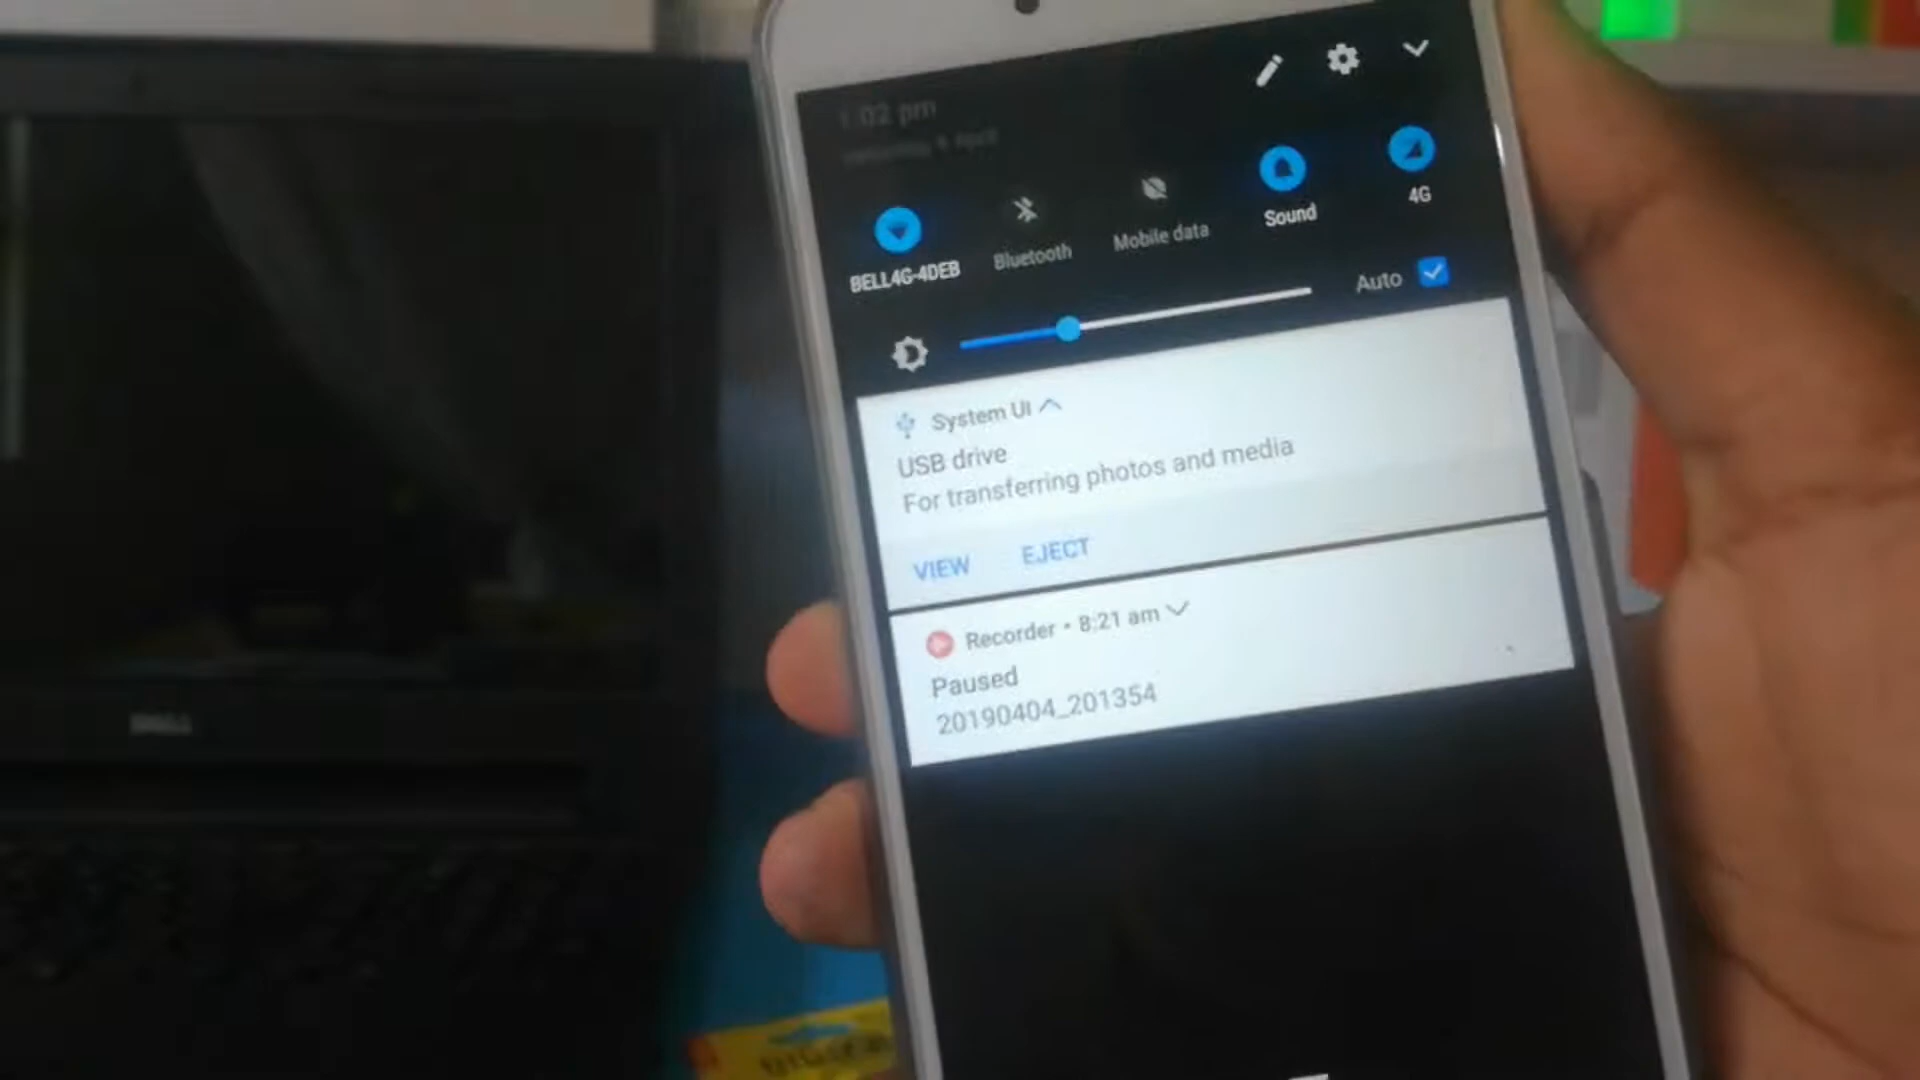 1:02 pm
BELL4G-4DEB
Bluetooth
Mobile data
Sound
4G
Auto
System UI
USB drive
For transferring photos and media
VIEW
EJECT
Recorder • 8:21 am
Paused
20190404_201354
DELL